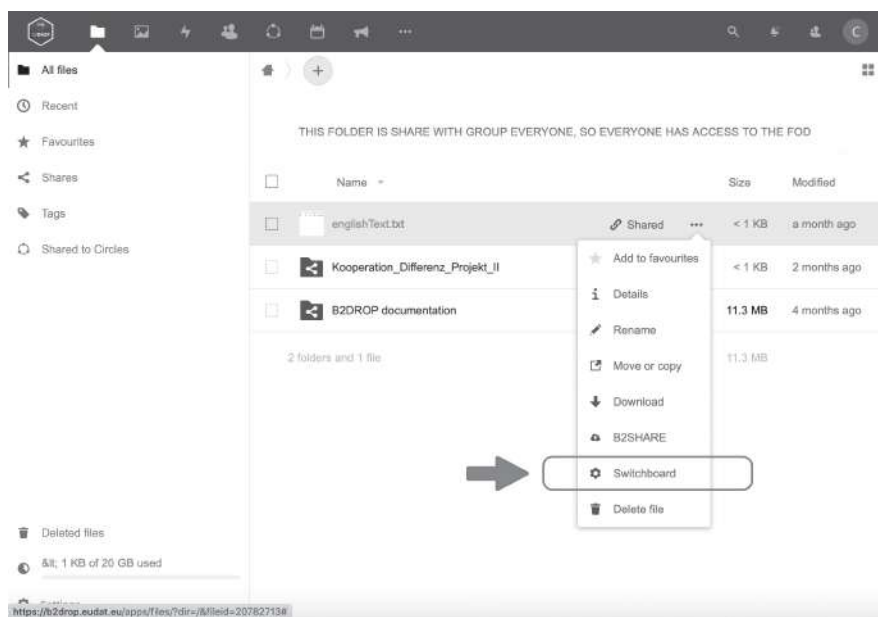 C
All files
Recent
Favourites
Shares
Tags
Shared to Circles
THIS FOLDER IS SHARE WITH GROUP EVERYONE, SO EVERYONE HAS ACCESS TO THE FOD
Name Size Modified
englishText.txt Shared ••• < 1 KB a month ago
Kooperation_Differenz_Projekt_II < 1 KB 2 months ago
B2DROP documentation 11.3 MB 4 months ago
2 folders and 1 file 11.3 MB
Add to favourites
Details
Rename
Move or copy
Download
B2SHARE
Switchboard
Delete file
Deleted files
&lt; 1 KB of 20 GB used
https://b2drop.eudat.eu/apps/files/?dir=/&fileid=20782713#